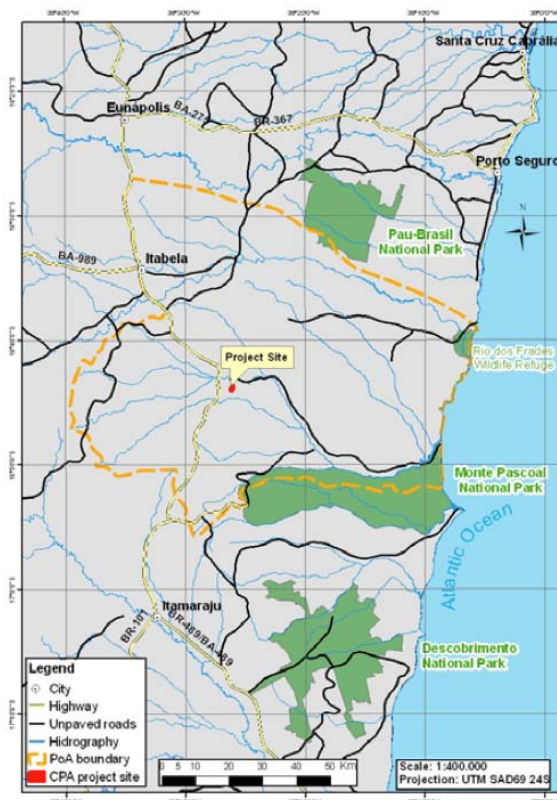 Santa Cruz Cabrália
Eunapolis
BA-275
BR-367
Porto Seguro
N
Pau-Brasil
National Park
BA-989
Itabela
Rio dos Frades
Wildlife Refuge
Project Site
Monte Pascoal
National Park
Atlantic Ocean
Itamaraju
BR-101
BR-489/BA-489
Descobrimento
National Park
Legend
City
Highway
Unpaved roads
Hidrography
PoA boundary
CPA project site
0 5 10 20 30 40 50 Km
Scale: 1:400.000
Projection: UTM SAD69 24S